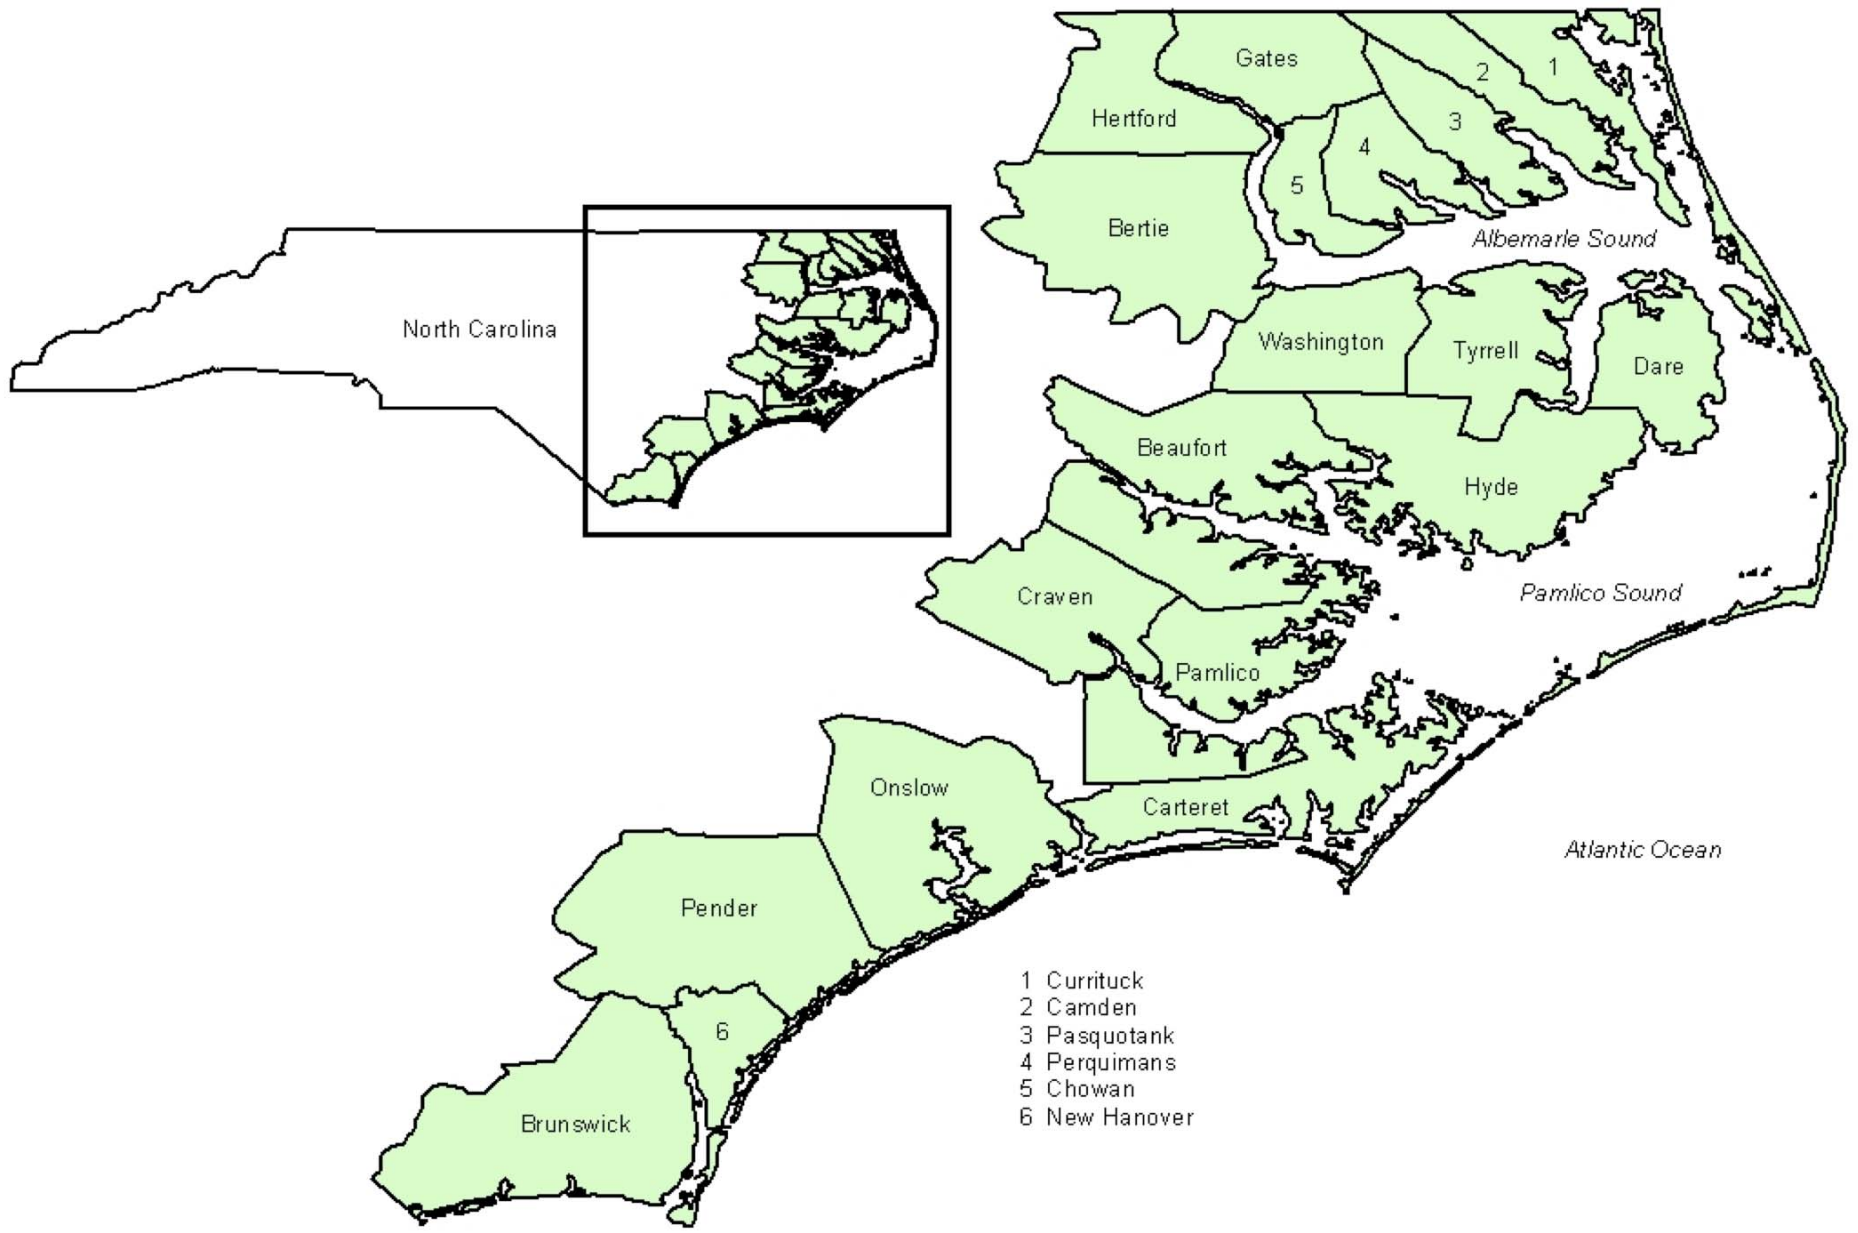 Gates
2
1
Hertford
3
4
5
Bertie
Albemarle Sound
North Carolina
Washington
Tyrrell
Dare
Beaufort
Hyde
Craven
Pamlico Sound
Pamlico
Onslow
Carteret
Atlantic Ocean
Pender
6
Brunswick
1 Currituck
2 Camden
3 Pasquotank
4 Perquimans
5 Chowan
6 New Hanover